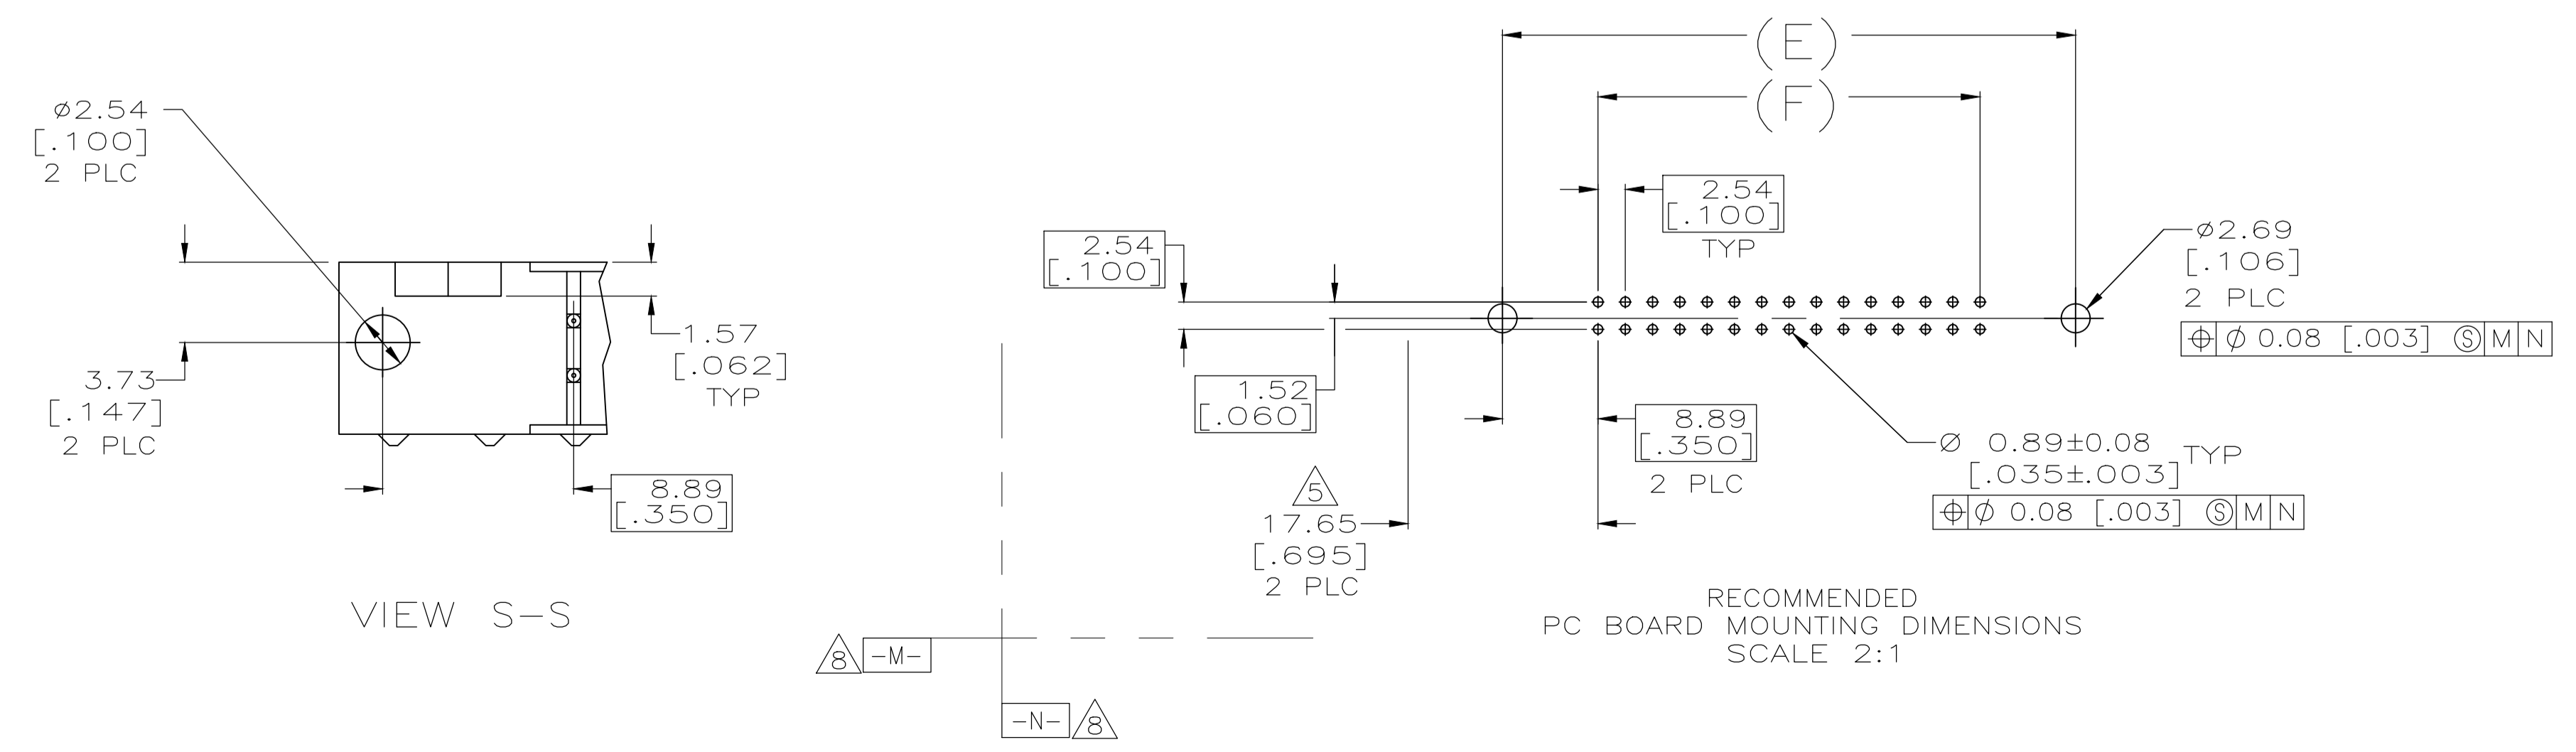 ⌀2.54
[.100]
2 PLC
3.73
[.147]
2 PLC
1.57
[.062]
TYP
8.89
[.350]
VIEW S-S
(E)
(F)
2.54
[.100]
TYP
2.54
[.100]
1.52
[.060]
8.89
[.350]
2 PLC
5
17.65
[.695]
2 PLC
⌀2.69
[.106]
2 PLC
⌖ ⌀ 0.08 [.003] Ⓢ M N
⌀ 0.89±0.08 TYP
[.035±.003]
⌖ ⌀ 0.08 [.003] Ⓢ M N
RECOMMENDED
PC BOARD MOUNTING DIMENSIONS
SCALE 2:1
8 -M-
-N- 8